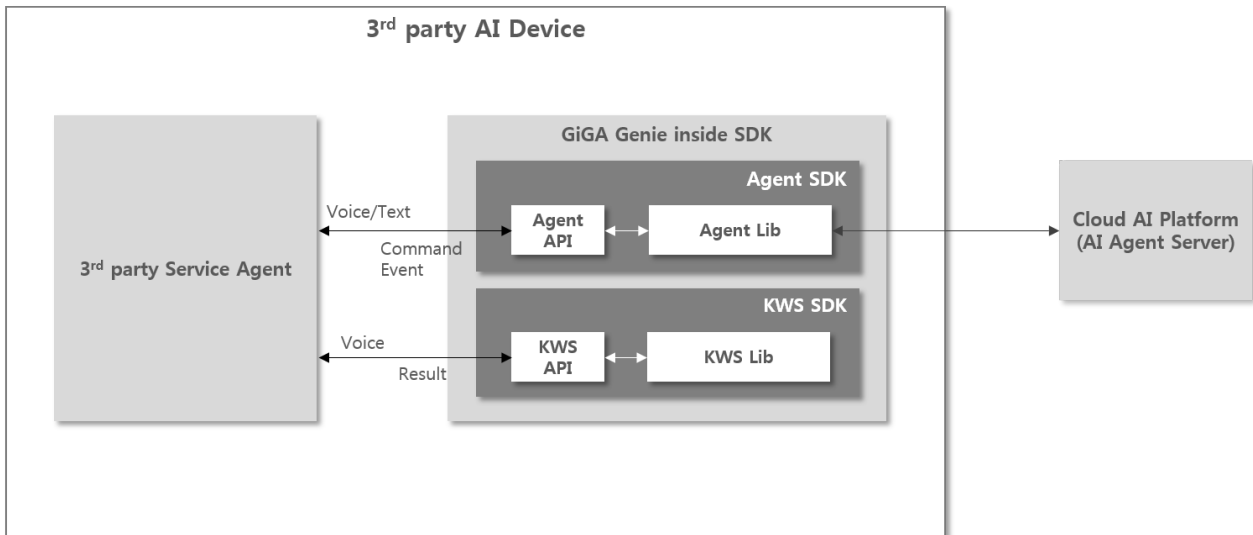 3rd party AI Device
GiGA Genie inside SDK
Agent SDK
Voice/Text
Agent
API
Agent Lib
Command
Event
3rd party Service Agent
Cloud AI Platform
(AI Agent Server)
KWS SDK
Voice
KWS
API
KWS Lib
Result